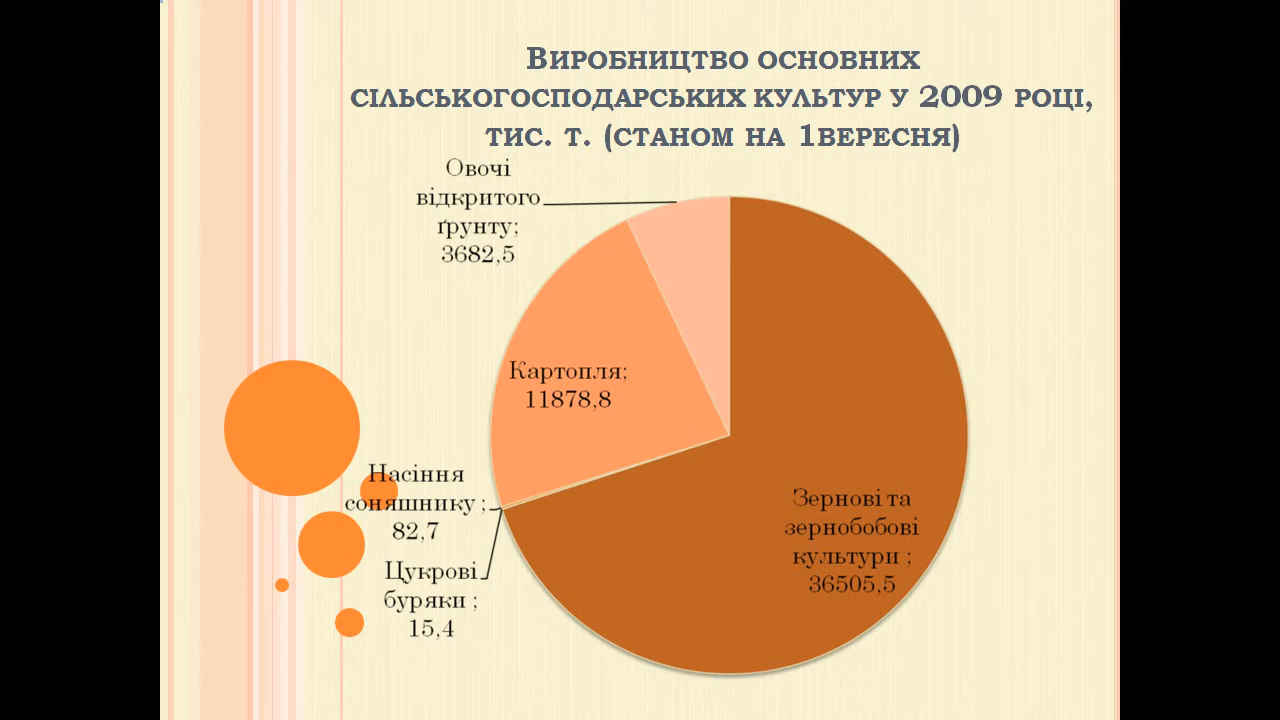 Виробництво основних
сільськогосподарських культур у 2009 році,
тис. т. (станом на 1вересня)
Овочі
відкритого
ґрунту;
3682,5
Картопля;
11878,8
Насіння
соняшнику ;
82,7
Цукрові
буряки ;
15,4
Зернові та
зернобобові
культури ;
36505,5